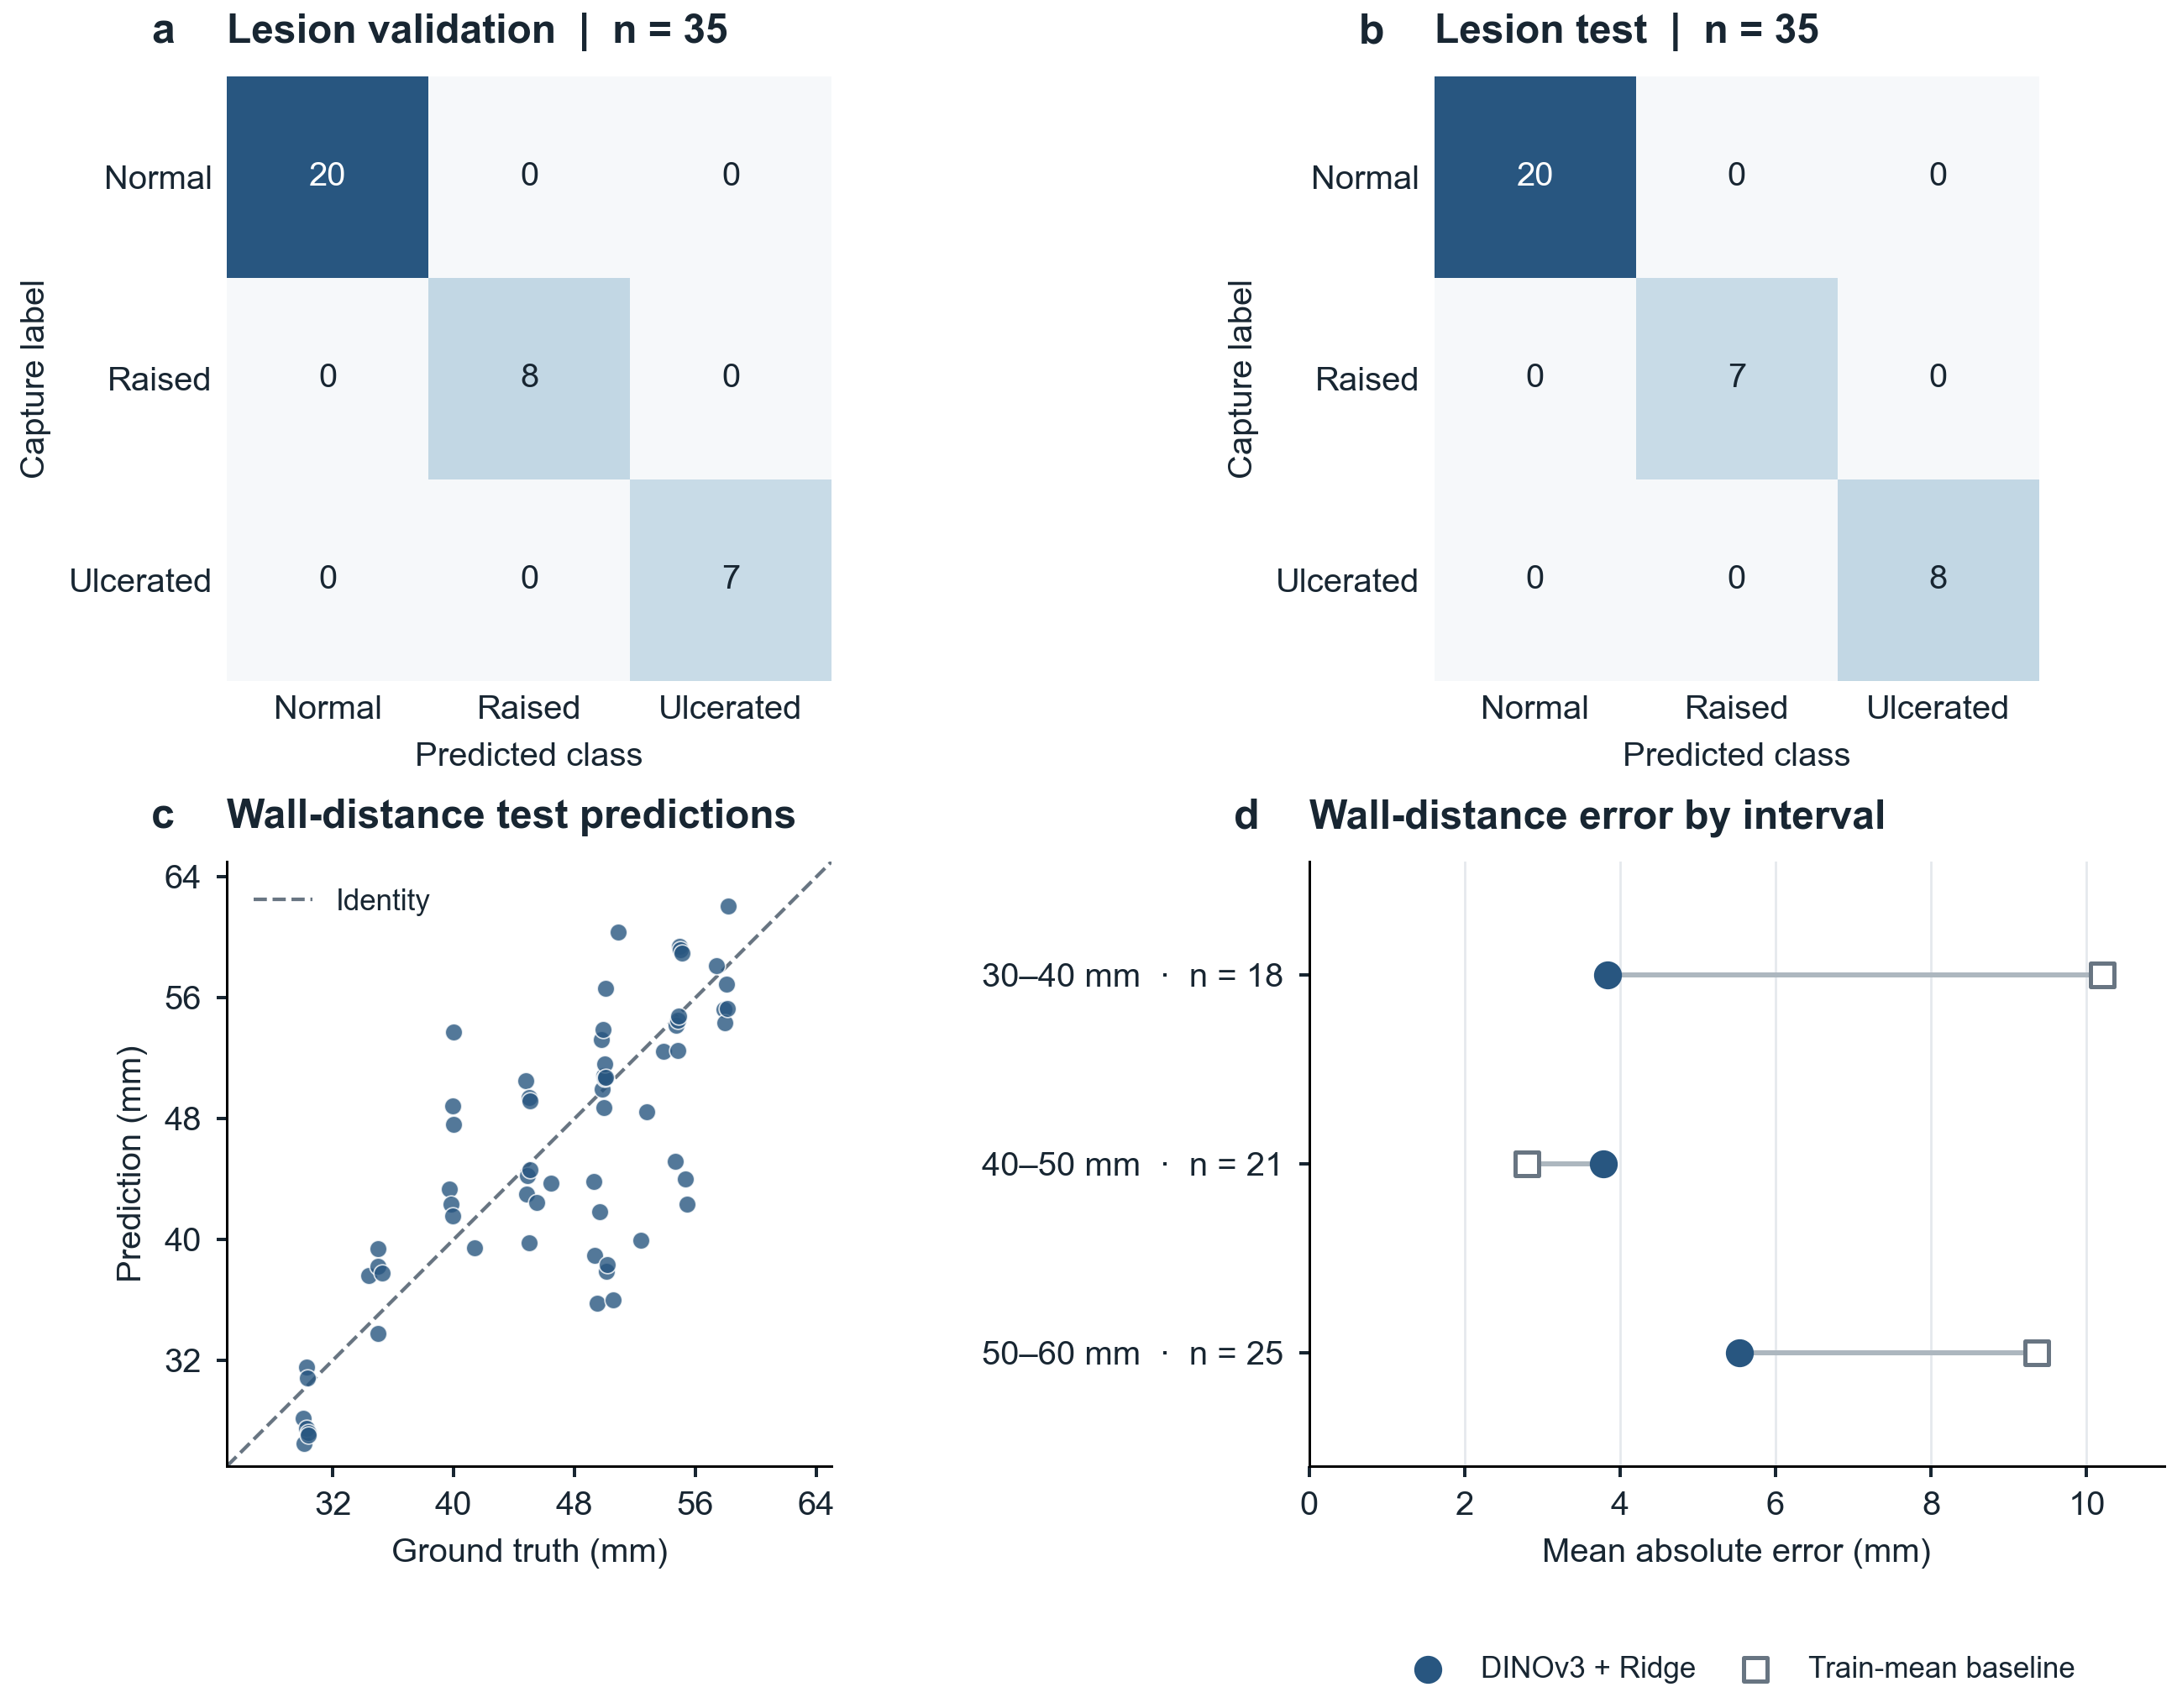 a Lesion validation | n = 35
Normal 20 0 0
Raised 0 8 0
Ulcerated 0 0 7
Capture label
Normal Raised Ulcerated
Predicted class
b Lesion test | n = 35
Normal 20 0 0
Raised 0 7 0
Ulcerated 0 0 8
Capture label
Normal Raised Ulcerated
Predicted class
c Wall-distance test predictions
Identity
64
56
48
40
32
Prediction (mm)
32 40 48 56 64
Ground truth (mm)
d Wall-distance error by interval
30–40 mm · n = 18
40–50 mm · n = 21
50–60 mm · n = 25
0 2 4 6 8 10
Mean absolute error (mm)
DINOv3 + Ridge Train-mean baseline